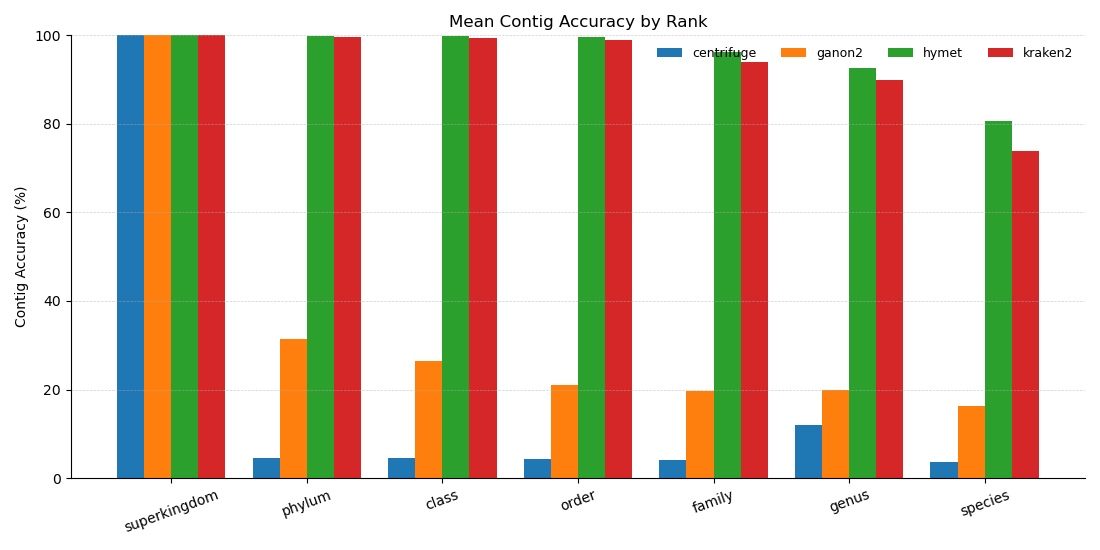 Mean Contig Accuracy by Rank
centrifuge ganon2 hymet kraken2
Contig Accuracy (%)
100
80
60
40
20
0
superkingdom phylum class order family genus species